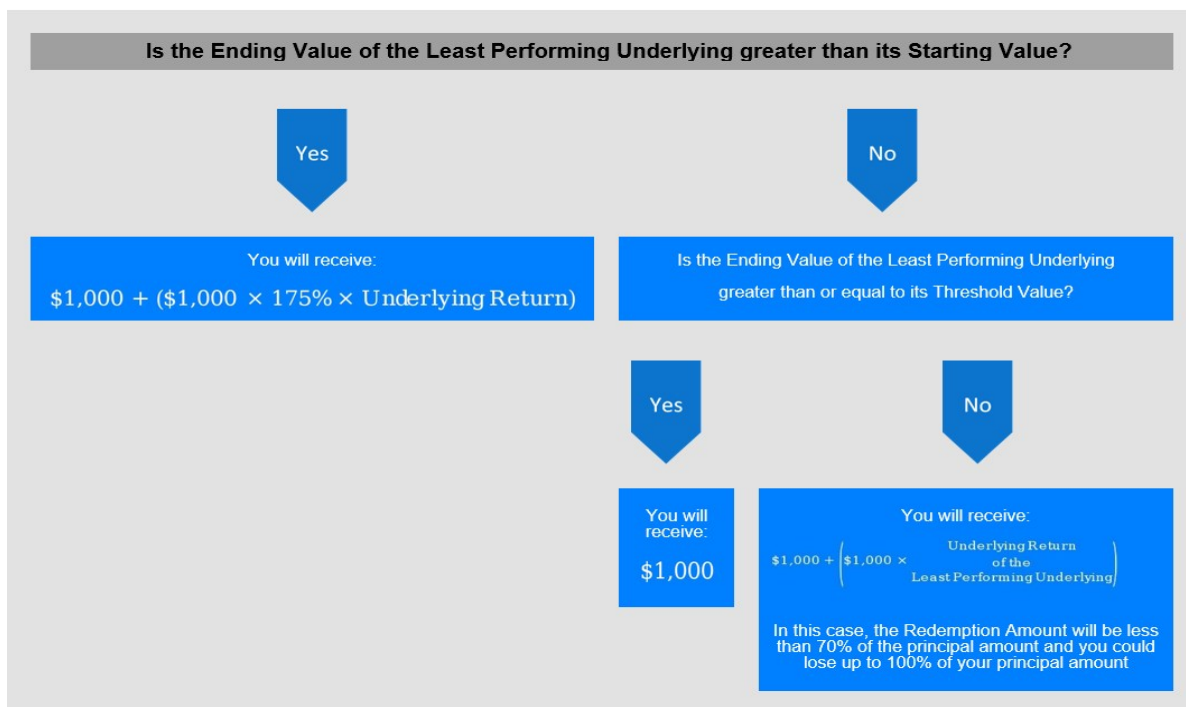 Is the Ending Value of the Least Performing Underlying greater than its Starting Value?
Yes
No
You will receive:
$1,000 + ($1,000 × 175% × Underlying Return)
Is the Ending Value of the Least Performing Underlying
greater than or equal to its Threshold Value?
Yes
No
You will
receive:
$1,000
You will receive:
$1,000 + ($1,000 × Underlying Return
of the
Least Performing Underlying)
In this case, the Redemption Amount will be less
than 70% of the principal amount and you could
lose up to 100% of your principal amount